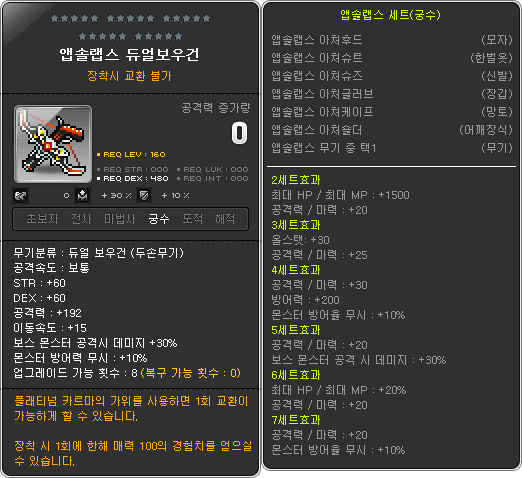 앱솔랩스 듀얼보우건
장착시 교환 불가
공격력 증가량
0
REQ LEV : 160
REQ STR : 000
REQ LUK : 000
REQ DEX : 480
REQ INT : 000
0
+ 30 %
+ 10 %
초보자 전사 마법사 궁수 도적 해적
무기분류 : 듀얼 보우건 (두손무기)
공격속도 : 보통
STR : +60
DEX : +60
공격력 : +192
이동속도 : +15
보스 몬스터 공격시 데미지 +30%
몬스터 방어력 무시 : +10%
업그레이드 가능 횟수 : 8 (복구 가능 횟수 : 0)
플래티넘 카르마의 가위를 사용하면 1회 교환이
가능하게 할 수 있습니다.
장착 시 1회에 한해 매력 100의 경험치를 얻으실
수 있습니다.
앱솔랩스 세트(궁수)
앱솔랩스 아처후드 (모자)
앱솔랩스 아처슈트 (한벌옷)
앱솔랩스 아처슈즈 (신발)
앱솔랩스 아처글러브 (장갑)
앱솔랩스 아처케이프 (망토)
앱솔랩스 아처숄더 (어깨장식)
앱솔랩스 무기 중 택1 (무기)
2세트효과
최대 HP / 최대 MP : +1500
공격력 / 마력 : +20
3세트효과
올스탯: +30
공격력 / 마력 : +25
4세트효과
공격력 / 마력 : +30
방어력 : +200
몬스터 방어율 무시 : +10%
5세트효과
공격력 / 마력 : +20
보스 몬스터 공격 시 데미지 : +30%
6세트효과
최대 HP / 최대 MP : +20%
공격력 / 마력 : +20
7세트효과
공격력 / 마력 : +20
몬스터 방어율 무시 : +10%